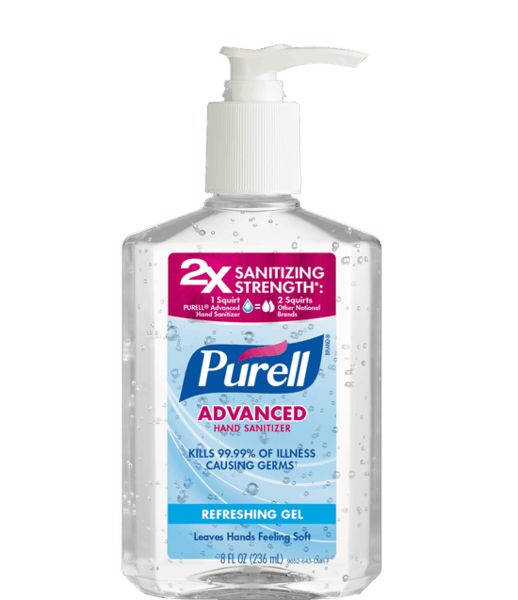 2X SANITIZING
STRENGTH*:
1 Squirt
PURELL® Advanced
Hand Sanitizer
=
2 Squirts
Other National
Brands
BRAND®
Purell
ADVANCED
HAND SANITIZER
KILLS 99.99% OF ILLNESS
CAUSING GERMS
REFRESHING GEL
Leaves Hands Feeling Soft
8 FL OZ (236 mL)